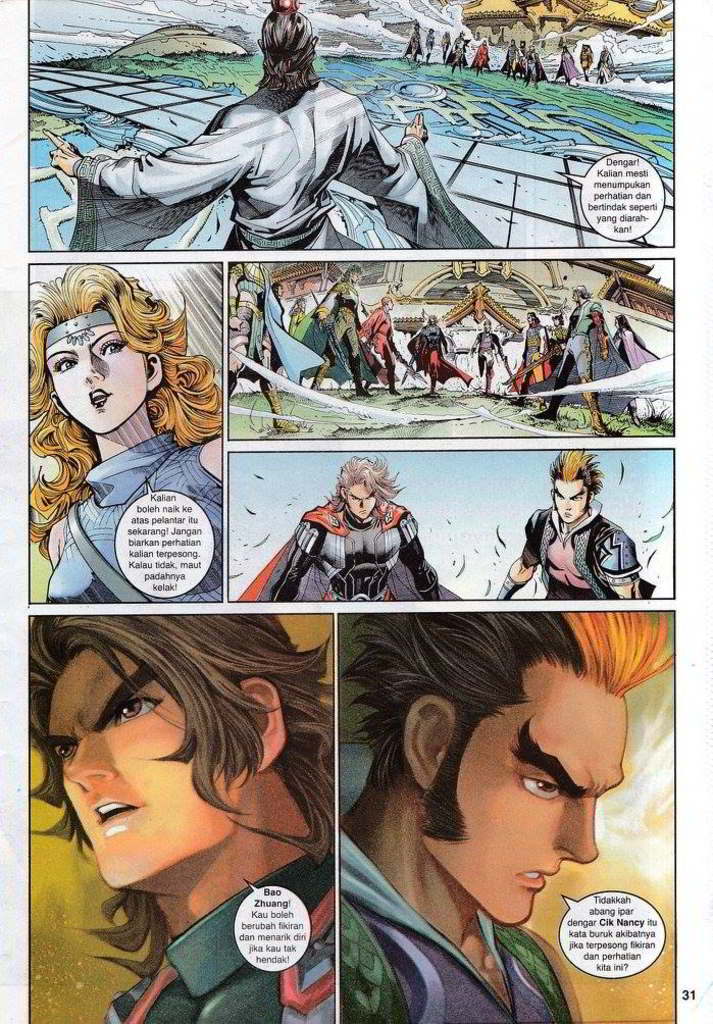 Dengar!
Kalian mesti
menumpukan
perhatian dan
bertindak seperti
yang diarah-
kan!
Kalian
boleh naik ke
atas pelantar itu
sekarang! Jangan
biarkan perhatian
kalian terpesong.
Kalau tidak, maut
padahnya
kelak!
Bao
Zhuang!
Kau boleh
berubah fikiran
dan menarik diri
jika kau tak
hendak!
Tidakkah
abang ipar
dengar Cik Nancy itu
kata buruk akibatnya
jika terpesong fikiran
dan perhatian
kita ini?
31